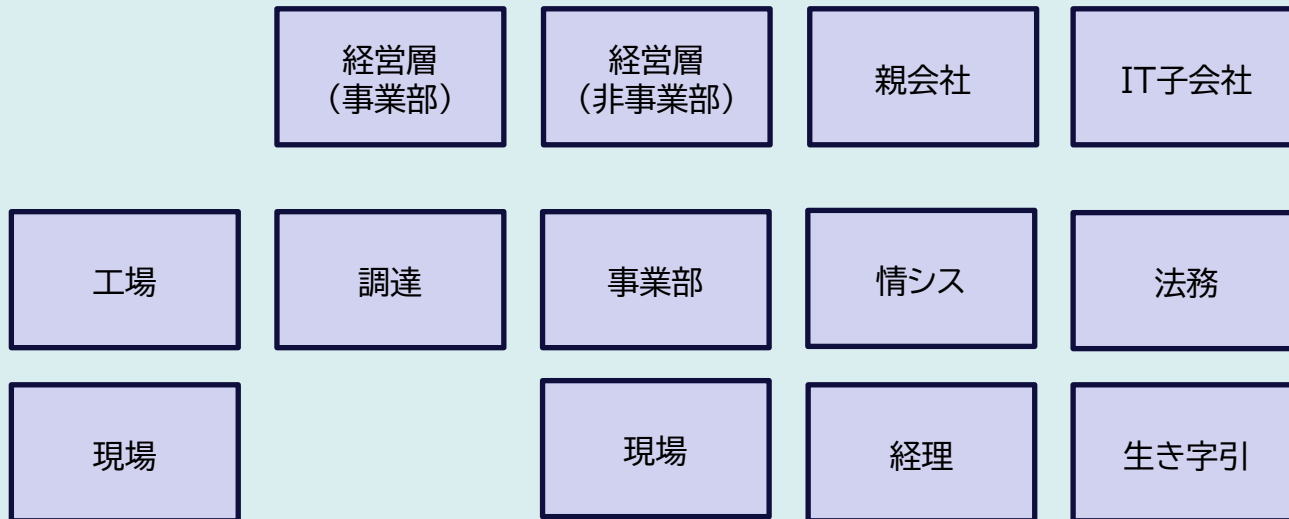 経営層
（事業部）
経営層
（非事業部）
親会社
IT子会社
工場
調達
事業部
情シス
法務
現場
現場
経理
生き字引